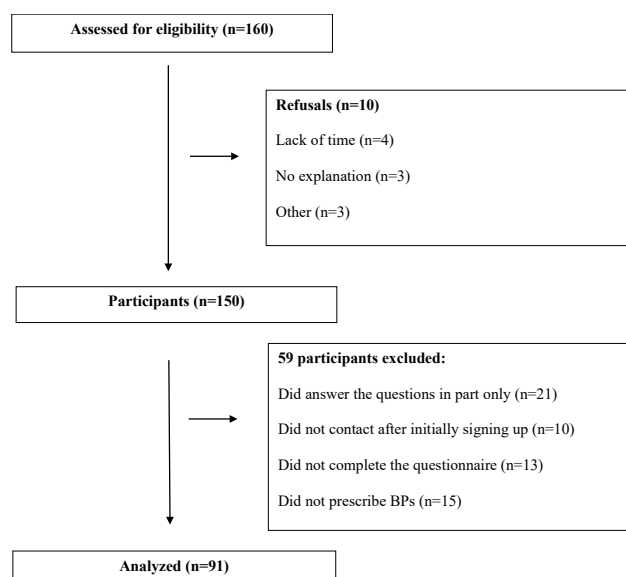 Assessed for eligibility (n=160)
Refusals (n=10)
Lack of time (n=4)
No explanation (n=3)
Other (n=3)
Participants (n=150)
59 participants excluded:
Did answer the questions in part only (n=21)
Did not contact after initially signing up (n=10)
Did not complete the questionnaire (n=13)
Did not prescribe BPs (n=15)
Analyzed (n=91)